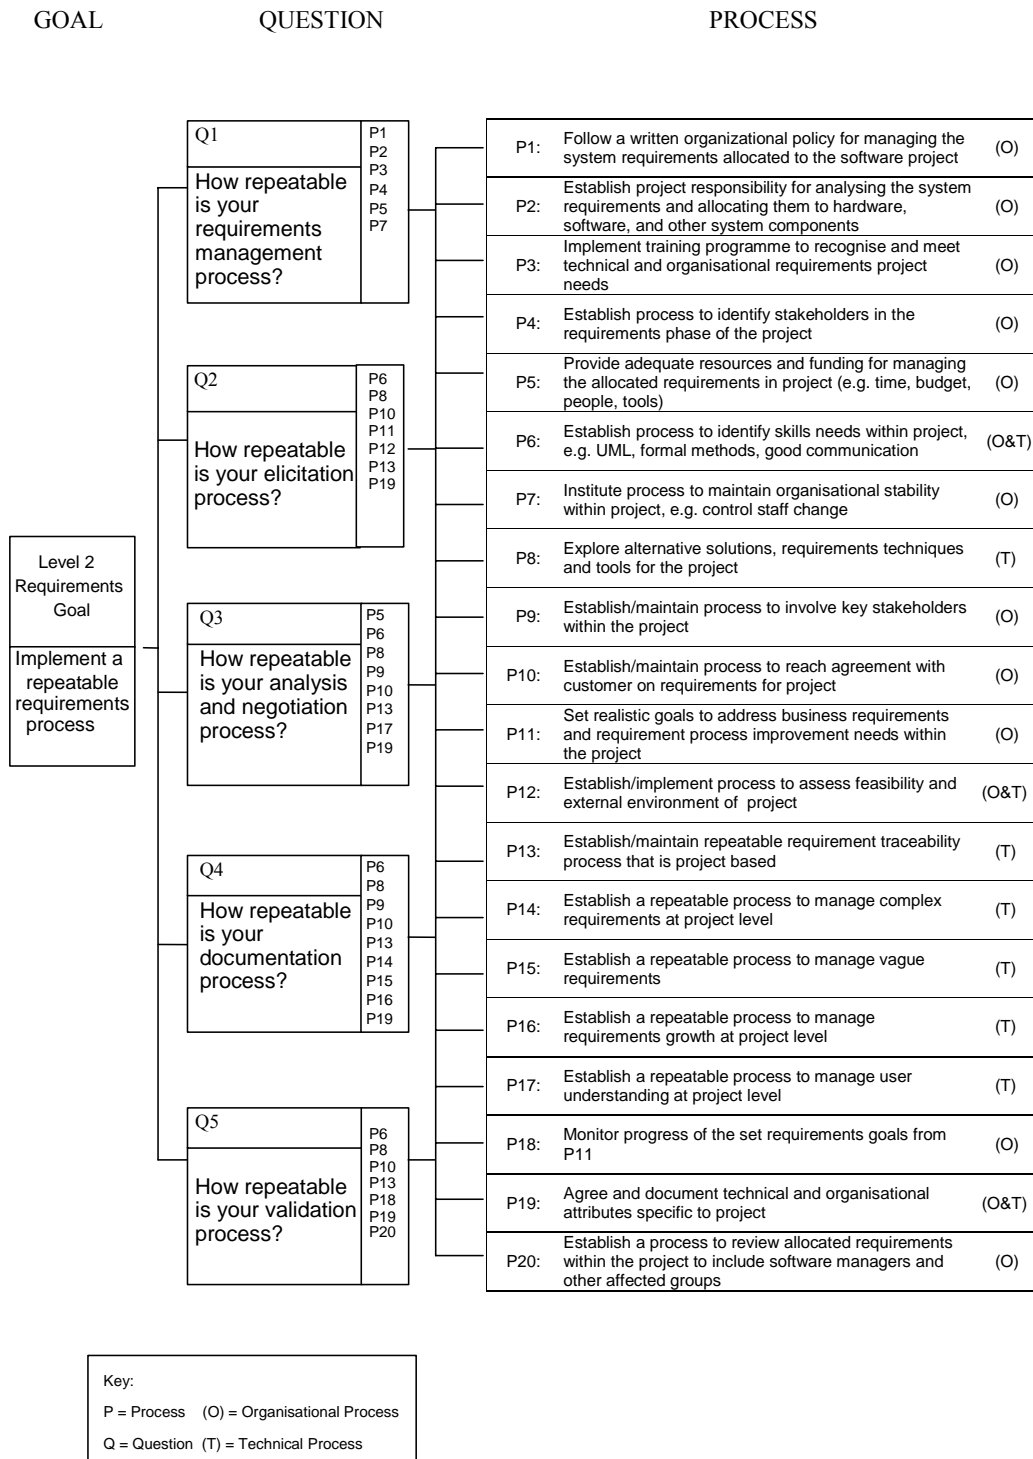 GOAL QUESTION PROCESS
Level 2
Requirements
Goal
Implement a
repeatable
requirements
process
Q1
How repeatable
is your
requirements
management
process?
P1
P2
P3
P4
P5
P7
Q2
How repeatable
is your elicitation
process?
P6
P8
P10
P11
P12
P13
P19
Q3
How repeatable
is your analysis
and negotiation
process?
P5
P6
P8
P9
P10
P13
P17
P19
Q4
How repeatable
is your
documentation
process?
P6
P8
P9
P10
P13
P14
P15
P16
P19
Q5
How repeatable
is your validation
process?
P6
P8
P10
P13
P18
P19
P20
P1: Follow a written organizational policy for managing the
system requirements allocated to the software project (O)
P2: Establish project responsibility for analysing the system
requirements and allocating them to hardware,
software, and other system components (O)
P3: Implement training programme to recognise and meet
technical and organisational requirements project
needs (O)
P4: Establish process to identify stakeholders in the
requirements phase of the project (O)
P5: Provide adequate resources and funding for managing
the allocated requirements in project (e.g. time, budget,
people, tools) (O)
P6: Establish process to identify skills needs within project,
e.g. UML, formal methods, good communication (O&T)
P7: Institute process to maintain organisational stability
within project, e.g. control staff change (O)
P8: Explore alternative solutions, requirements techniques
and tools for the project (T)
P9: Establish/maintain process to involve key stakeholders
within the project (O)
P10: Establish/maintain process to reach agreement with
customer on requirements for project (O)
P11: Set realistic goals to address business requirements
and requirement process improvement needs within
the project (O)
P12: Establish/implement process to assess feasibility and
external environment of project (O&T)
P13: Establish/maintain repeatable requirement traceability
process that is project based (T)
P14: Establish a repeatable process to manage complex
requirements at project level (T)
P15: Establish a repeatable process to manage vague
requirements (T)
P16: Establish a repeatable process to manage
requirements growth at project level (T)
P17: Establish a repeatable process to manage user
understanding at project level (T)
P18: Monitor progress of the set requirements goals from
P11 (O)
P19: Agree and document technical and organisational
attributes specific to project (O&T)
P20: Establish a process to review allocated requirements
within the project to include software managers and
other affected groups (O)
Key:
P = Process (O) = Organisational Process
Q = Question (T) = Technical Process